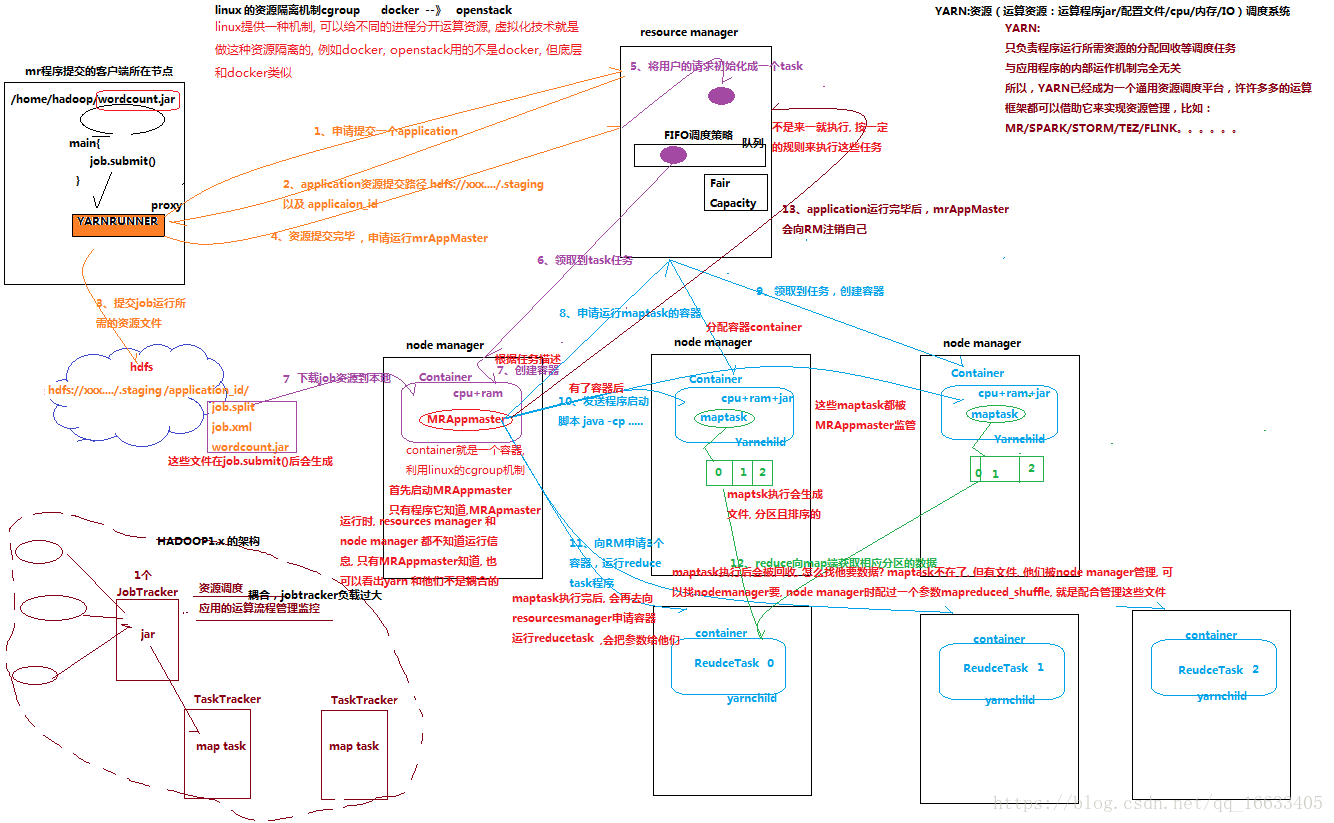 linux 的资源隔离机制cgroup docker --》 openstack
linux提供一种机制, 可以给不同的进程分开运算资源, 虚拟化技术就是
做这种资源隔离的, 例如docker, openstack用的不是docker, 但底层
和docker类似
YARN:资源（运算资源：运算程序jar/配置文件/cpu/内存/IO）调度系统
YARN:
只负责程序运行所需资源的分配回收等调度任务
与应用程序的内部运作机制完全无关
所以，YARN已经成为一个通用资源调度平台，许许多多的运算
框架都可以借助它来实现资源管理，比如：
MR/SPARK/STORM/TEZ/FLINK。。。。。。
mr程序提交的客户端所在节点
/home/hadoop/wordcount.jar
main{
job.submit()
}
proxy
YARNRUNNER
1、申请提交一个application
2、application资源提交路径 hdfs://xxx..../.staging
以及 applicaion_id
4、资源提交完毕，申请运行mrAppMaster
3、提交job运行所
需的资源文件
resource manager
5、将用户的请求初始化成一个task
FIFO调度策略
队列
Fair
Capacity
不是来一就执行, 按一定
的规则来执行这些任务
13、application运行完毕后，mrAppMaster
会向RM注销自己
6、领取到task任务
8、申请运行maptask的容器
9、领取到任务，创建容器
分配容器container
hdfs
hdfs://xxx..../.staging/application_id/
job.split
job.xml
wordcount.jar
这些文件在job.submit()后会生成
7 下载job资源到本地
node manager
根据任务描述
7、创建容器
Container
cpu+ram
MRAppmaster
container就是一个容器,
利用linux的cgroup机制
首先启动MRAppmaster
只有程序它知道,MRApmaster
运行时, resources manager 和
node manager 都不知道运行信
息, 只有MRAppmaster知道, 也
可以看出yarn 和他们不是耦合的
有了容器后
10、发送程序启动
脚本 java -cp .....
node manager
Container
cpu+ram+jar
maptask
Yarnchild
0 1 2
maptsk执行会生成
文件, 分区且排序的
这些maptask都被
MRAppmaster监管
node manager
Container
cpu+ram+jar
maptask
Yarnchild
0 1 2
11、向RM申请3个
容器，运行reduce
task程序
12、reduce向map端获取相应分区的数据
maptask执行后会被回收, 怎么找他要数据? maptask不在了, 但有文件, 他们被node manager管理, 可
以找nodemanager要, node manager时配过一个参数mapreduced_shuffle, 就是配合管理这些文件
maptask执行完后, 会再去向
resourcesmanager申请容器
运行reducetask ,会把参数给他们
container
ReudceTask 0
yarnchild
container
ReudceTask 1
yarnchild
container
ReudceTask 2
yarnchild
HADOOP1.x 的架构
1个
JobTracker
jar
资源调度
耦合，jobtracker负载过大
应用的运算流程管理监控
TaskTracker
map task
TaskTracker
map task
https://blog.csdn.net/qq_16633405